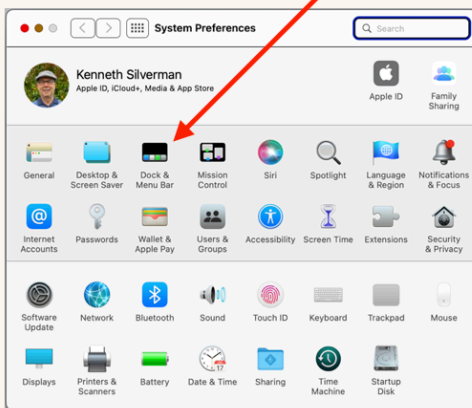 System Preferences
Search
Kenneth Silverman
Apple ID, iCloud+, Media & App Store
Apple ID
Family
Sharing
General
Desktop &
Screen Saver
Dock &
Menu Bar
Mission
Control
Siri
Spotlight
Language
& Region
Notifications
& Focus
Internet
Accounts
Passwords
Wallet &
Apple Pay
Users &
Groups
Accessibility
Screen Time
Extensions
Security
& Privacy
Software
Update
Network
Bluetooth
Sound
Touch ID
Keyboard
Trackpad
Mouse
Displays
Printers &
Scanners
Battery
17
Date & Time
Sharing
Time
Machine
Startup
Disk